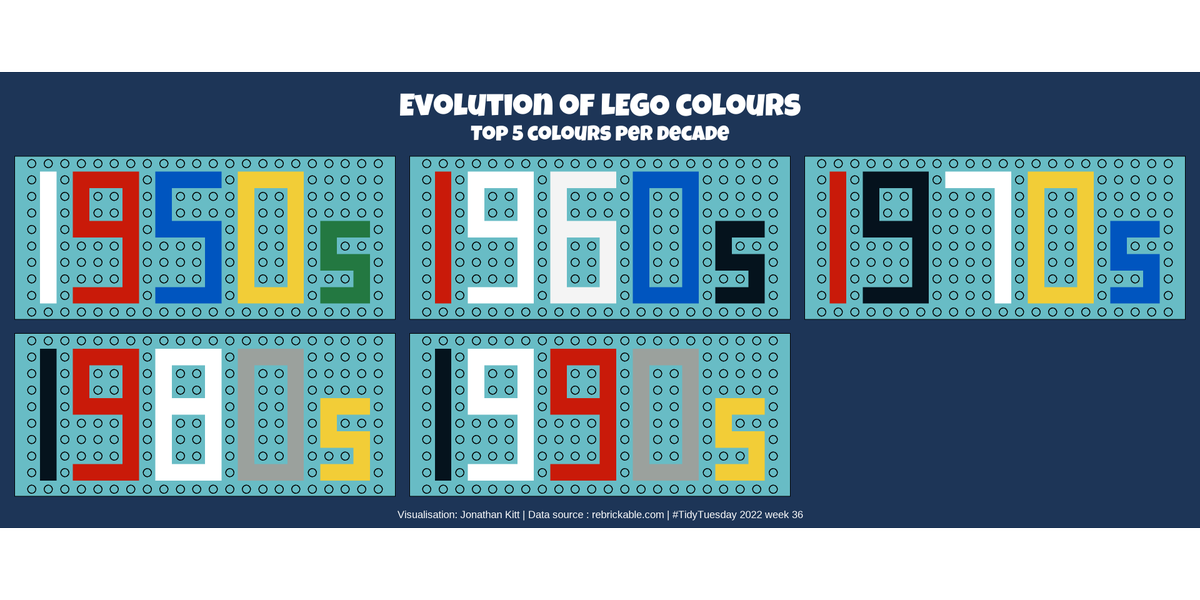 EVOLUTION OF LEGO COLOURS
TOP 5 COLOURS PER DECADE
1950s
1960s
1970s
1980s
1990s
Visualisation: Jonathan Kitt | Data source : rebrickable.com | #TidyTuesday 2022 week 36